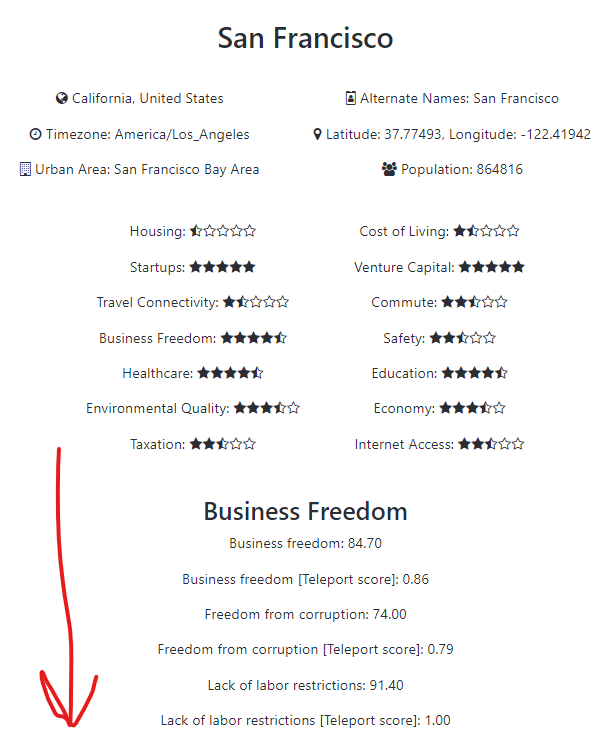 San Francisco
California, United States
Alternate Names: San Francisco
Timezone: America/Los_Angeles
Latitude: 37.77493, Longitude: -122.41942
Urban Area: San Francisco Bay Area
Population: 864816
Housing:
Cost of Living:
Startups:
Venture Capital:
Travel Connectivity:
Commute:
Business Freedom:
Safety:
Healthcare:
Education:
Environmental Quality:
Economy:
Taxation:
Internet Access:
Business Freedom
Business freedom: 84.70
Business freedom [Teleport score]: 0.86
Freedom from corruption: 74.00
Freedom from corruption [Teleport score]: 0.79
Lack of labor restrictions: 91.40
Lack of labor restrictions [Teleport score]: 1.00